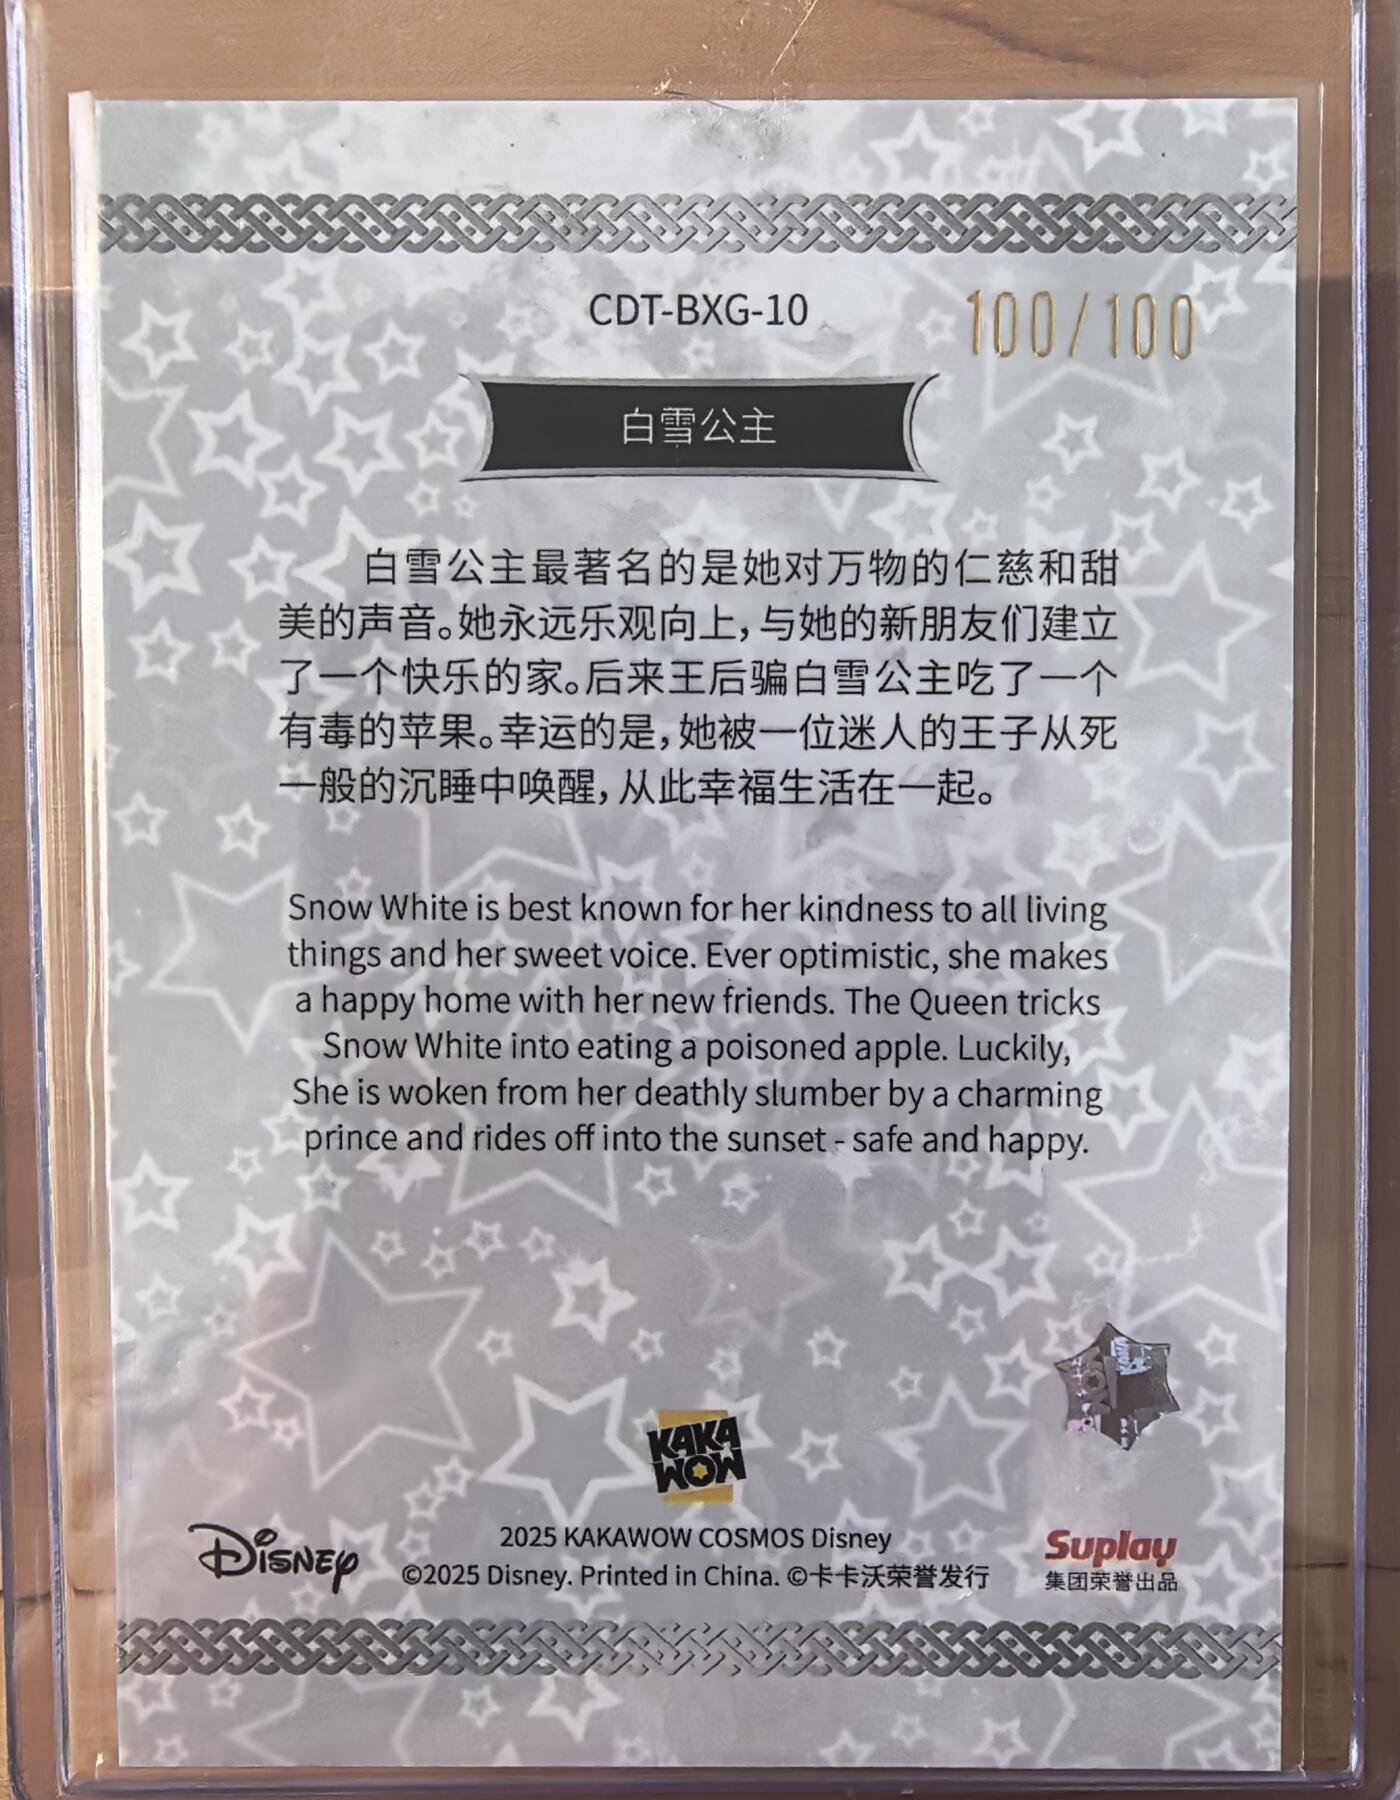 CDT-BXG-10
100/100
白雪公主
白雪公主最著名的是她对万物的仁慈和甜
美的声音。她永远乐观向上，与她的新朋友们建立
了一个快乐的家。后来王后骗白雪公主吃了一个
有毒的苹果。幸运的是，她被一位迷人的王子从死
一般的沉睡中唤醒，从此幸福生活在一起。
Snow White is best known for her kindness to all living
things and her sweet voice. Ever optimistic, she makes
a happy home with her new friends. The Queen tricks
Snow White into eating a poisoned apple. Luckily,
She is woken from her deathly slumber by a charming
prince and rides off into the sunset - safe and happy.
KAKA
WOW
Disney
2025 KAKAWOW COSMOS Disney
©2025 Disney. Printed in China. ©卡卡沃荣誉发行
Suplay
集团荣誉出品